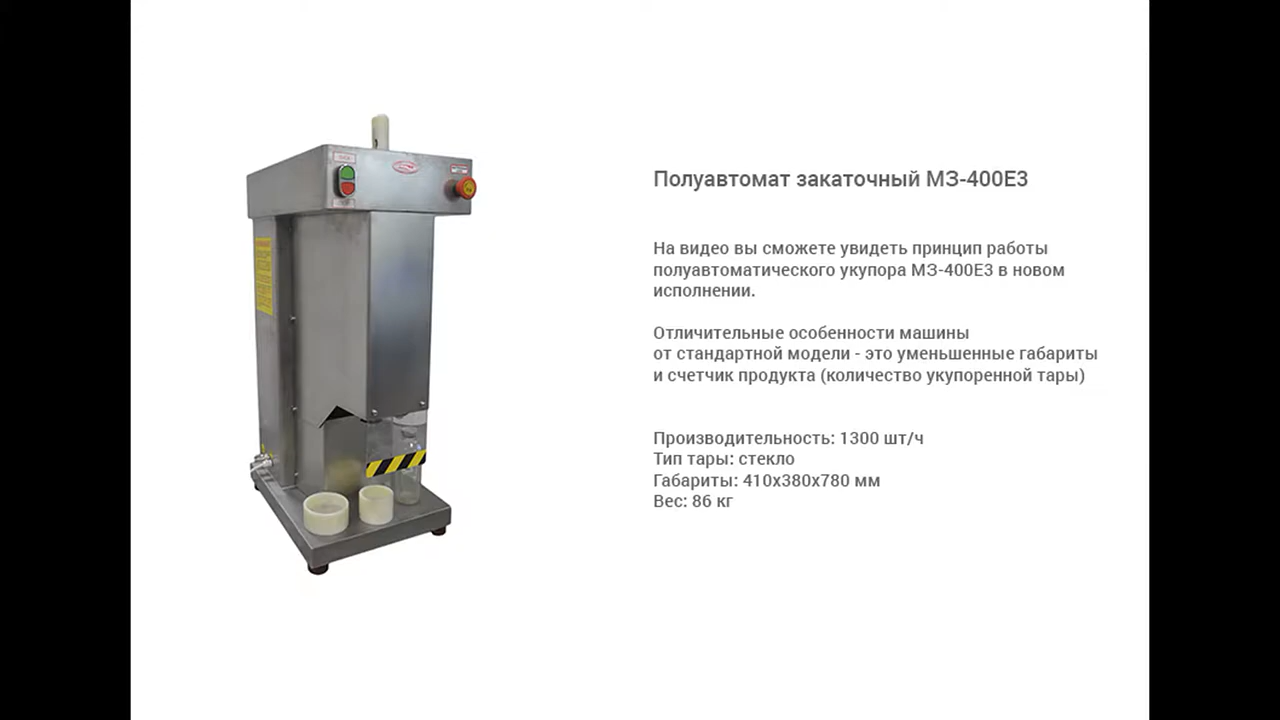 Полуавтомат закаточный МЗ-400Е3
На видео вы сможете увидеть принцип работы
полуавтоматического укупора МЗ-400Е3 в новом
исполнении.
Отличительные особенности машины
от стандартной модели - это уменьшенные габариты
и счетчик продукта (количество укупоренной тары)
Производительность: 1300 шт/ч
Тип тары: стекло
Габариты: 410х380х780 мм
Вес: 86 кг